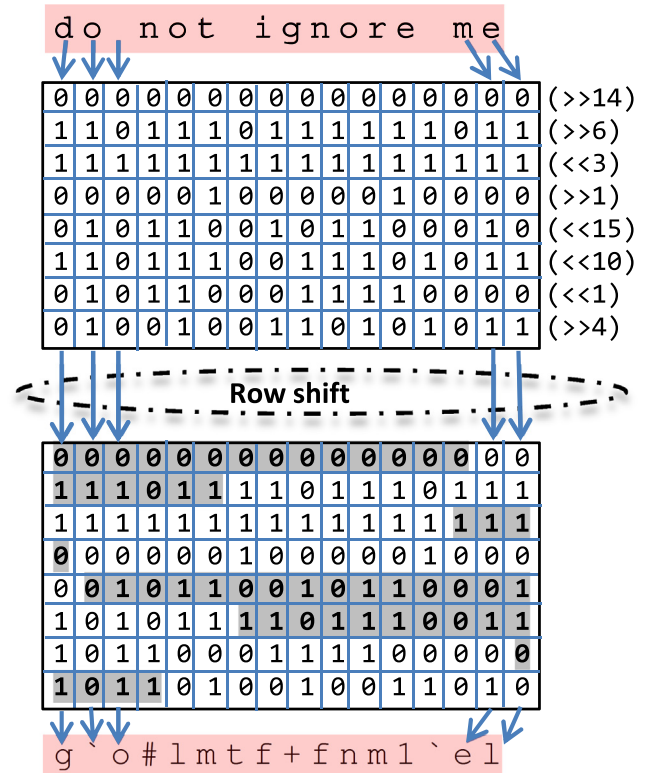 do not ignore me
0 0 0 0 0 0 0 0 0 0 0 0 0 0 0 0 (>>14)
1 1 0 1 1 1 0 1 1 1 1 1 1 0 1 1 (>>6)
1 1 1 1 1 1 1 1 1 1 1 1 1 1 1 1 (<<3)
0 0 0 0 0 1 0 0 0 0 0 1 0 0 0 0 (>>1)
0 1 0 1 1 0 0 1 0 1 1 0 0 0 1 0 (<<15)
1 1 0 1 1 1 0 0 1 1 1 0 1 0 1 1 (<<10)
0 1 0 1 1 0 0 0 1 1 1 1 0 0 0 0 (<<1)
0 1 0 0 1 0 0 1 1 0 1 0 1 0 1 1 (>>4)
Row shift
0 0 0 0 0 0 0 0 0 0 0 0 0 0 0 0
1 1 1 0 1 1 1 1 0 1 1 1 0 1 1 1
1 1 1 1 1 1 1 1 1 1 1 1 1 1 1 1
0 0 0 0 0 0 1 0 0 0 0 0 1 0 0 0
0 0 1 0 1 1 0 0 1 0 1 1 0 0 0 1
1 0 1 0 1 1 1 1 0 1 1 1 0 0 1 1
1 0 1 1 0 0 0 1 1 1 1 0 0 0 0 0
1 0 1 1 0 1 0 0 1 0 0 1 1 0 1 0
g`o#lmtf+fnm1`el